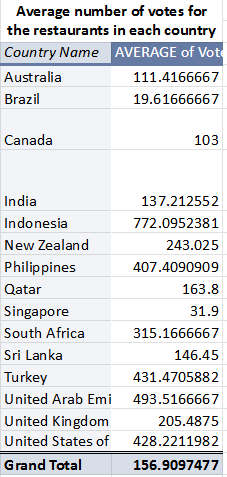 Average number of votes for
the restaurants in each country
Country Name AVERAGE of Vote
Australia 111.4166667
Brazil 19.61666667
Canada 103
India 137.212552
Indonesia 772.0952381
New Zealand 243.025
Philippines 407.4090909
Qatar 163.8
Singapore 31.9
South Africa 315.1666667
Sri Lanka 146.45
Turkey 431.4705882
United Arab Emi 493.5166667
United Kingdom 205.4875
United States of 428.2211982
Grand Total 156.9097477